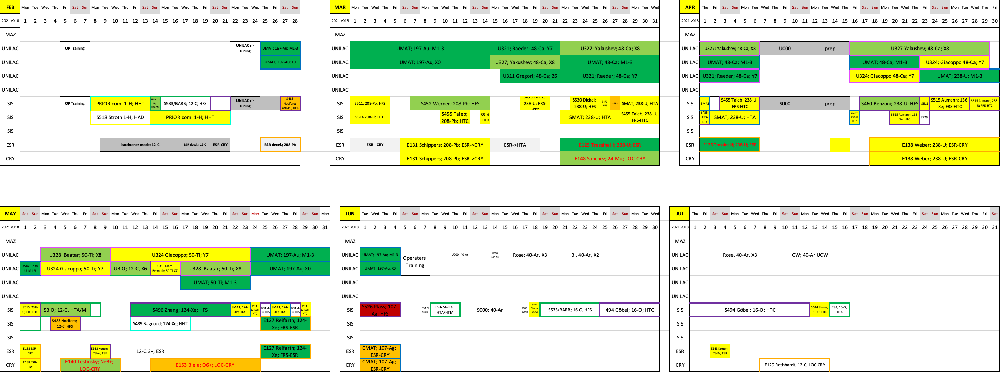 FEB Mon Tue Wed Thu Fri Sat Sun Mon Tue Wed Thu Fri Sat Sun Mon Tue Wed Thu Fri Sat Sun Mon Tue Wed Thu Fri Sat Sun
2021 v018 1 2 3 4 5 6 7 8 9 10 11 12 13 14 15 16 17 18 19 20 21 22 23 24 25 26 27 28
MAZ
UNILAC OP Training UNILAC rf-tuning UMAT; 197-Au; M1-3
UNILAC UMAT; 197-Au; X0
UNILAC
UNILAC
SIS OP Training PRIOR com. 1-H; HHT SBIO; 1-H; HTA/M S533/BARB; 12-C, HFS UNILAC rf-tuning S483 Nociforo; 208-Pb; HFS
SIS S518 Stroth 1-H; HAD PRIOR com. 1-H; HHT
SIS
ESR isochroner mode; 12-C ESR decel.; 12-C ESR-CRY ESR decel.; 208-Pb
CRY
MAR Mon Tue Wed Thu Fri Sat Sun Mon Tue Wed Thu Fri Sat Sun Mon Tue Wed Thu Fri Sat Sun Mon Tue Wed Thu Fri Sat Sun Mon Tue Wed
2021 v018 1 2 3 4 5 6 7 8 9 10 11 12 13 14 15 16 17 18 19 20 21 22 23 24 25 26 27 28 29 30 31
MAZ
UNILAC UMAT; 197-Au; M1-3 U321; Raeder; 48-Ca; Y7 U327; Yakushev; 48-Ca; X8
UNILAC UMAT; 197-Au; X0 U327; Yakushev; 48-Ca; X8 UMAT; 48-Ca; M1-3
UNILAC U311 Gregori; 48-Ca; Z6 U321; Raeder; 48-Ca; Y7
UNILAC
SIS S511; 208-Pb; HFS S452 Werner; 208-Pb; HFS S455 Taieb; 238-U; FRS-HTC S530 Dickel; 238-U; HFS S470 HFS S483 SMAT; 238-U; HTA
SIS S514 208-Pb HTD S455 Taieb; 208-Pb; HTC S514 HTD SMAT; 238-U; HTA S455 Taieb; 238-U; FRS-HTC
SIS
ESR ESR - CRY E131 Schippers; 208-Pb; ESR->CRY ESR->HTA E125 Trassinelli; 238-U; ESR
CRY E131 Schippers; 208-Pb; ESR->CRY E148 Sanchez; 24-Mg; LOC-CRY
APR Thu Fri Sat Sun Mon Tue Wed Thu Fri Sat Sun Mon Tue Wed Thu Fri Sat Sun Mon Tue Wed Thu Fri Sat Sun Mon Tue Wed Thu Fri
2021 v018 1 2 3 4 5 6 7 8 9 10 11 12 13 14 15 16 17 18 19 20 21 22 23 24 25 26 27 28 29 30
MAZ
UNILAC U327; Yakushev; 48-Ca; X8 U000 prep U327 Yakushev; 48-Ca; X8
UNILAC UMAT; 48-Ca; M1-3 UMAT; 48-Ca; M1-3 U324; Giacoppo 48-Ca; Y7
UNILAC U321; Raeder; 48-Ca; Y7 U324; Giacoppo 48-Ca; Y7 UMAT; 238-U; M1-3
UNILAC
SIS SMAT S455 Taieb; 238-U; FRS-HTC S000 prep S460 Benzoni; 238-U; HFS S511 S515 Aumann; 136-Xe; FRS-HTC S515 Aumann; 238-U; FRS-HTC
SIS S455 FRS-HTC SMAT; 238-U; HTA SMAT; 238-U; HTA S515 Aumann; 136-Xe; HTC S529
SIS
ESR E125 Trassinelli; 238-U; ESR E138 Weber; 238-U; ESR-CRY
CRY E138 Weber; 238-U; ESR-CRY
MAY Sat Sun Mon Tue Wed Thu Fri Sat Sun Mon Tue Wed Thu Fri Sat Sun Mon Tue Wed Thu Fri Sat Sun Mon Tue Wed Thu Fri Sat Sun Mon
2021 v018 1 2 3 4 5 6 7 8 9 10 11 12 13 14 15 16 17 18 19 20 21 22 23 24 25 26 27 28 29 30 31
MAZ
UNILAC U328 Baatar; 50-Ti; X8 U324 Giacoppo; 50-Ti; Y7 UMAT; 197-Au; M1-3
UNILAC UMAT; 238-U; M1-3 U324 Giacoppo; 50-Ti; Y7 UBIO; 12-C, X6 U316 Kraft-Bermuth; 50-Ti, X7 U328 Baatar; 50-Ti; X8 UMAT; 197-Au; X0
UNILAC UMAT; 50-Ti; M1-3
UNILAC
SIS S515; 238-U; FRS-HTC SBIO; 12-C, HTA/M S496 Zhang; 124-Xe; HFS SMAT; 124-Xe; HTA S514; 124-Xe; HTD S494; 4-He; HTC SMAT; 124-Xe; HTA S494; 4-He; HTC S514; 124-Xe; HTD
SIS S483 Nociforo; 12-C; HFS S489 Bagnoud; 124-Xe; HHT E127 Reifarth; 124-Xe; FRS-ESR
SIS
ESR E138 ESR-CRY E143 Korten; 78-Kr; ESR 12-C 3+; ESR E127 Reifarth; 124-Xe; FRS-ESR
CRY E138 ESR-CRY E140 Lestinsky; Ne3+; LOC-CRY E153 Biela; O6+; LOC-CRY
JUN Tue Wed Thu Fri Sat Sun Mon Tue Wed Thu Fri Sat Sun Mon Tue Wed Thu Fri Sat Sun Mon Tue Wed Thu Fri Sat Sun Mon Tue Wed
2021 v018 1 2 3 4 5 6 7 8 9 10 11 12 13 14 15 16 17 18 19 20 21 22 23 24 25 26 27 28 29 30
MAZ
UNILAC UMAT; 197-Au; M1-3 Operaters Training U000; 40-Ar U000 124-Xe Rose; 40-Ar, X3 BI, 40-Ar, X2
UNILAC UMAT; 197-Au; X0
UNILAC
UNILAC
SIS S526 Plass; 107-Ag; HFS HTM BI tests ESA 56-Fe, HTA/HTM S000; 40-Ar S000; 209-Bi S514 Sturm; 16-O; HTD S533/BARB; 16-O, HFS 494 Göbel; 16-O; HTC
SIS
SIS
ESR CMAT; 107-Ag; ESR-CRY
CRY CMAT; 107-Ag; ESR-CRY
JUL Thu Fri Sat Sun Mon Tue Wed Thu Fri Sat Sun Mon Tue Wed Thu Fri Sat Sun Mon Tue Wed Thu Fri Sat Sun Mon Tue Wed Thu Fri Sat
2021 v018 1 2 3 4 5 6 7 8 9 10 11 12 13 14 15 16 17 18 19 20 21 22 23 24 25 26 27 28 29 30 31
MAZ
UNILAC Rose, 40-Ar, X3 CW; 40-Ar UCW
UNILAC
UNILAC
UNILAC
SIS S494 Göbel; 16-O; HTC S514 Sturm; 16-O; HTD ESA; 16-O; HTA
SIS
SIS
ESR E143 Korten; 78-Kr; ESR
CRY E129 Rothhardt; 12-C; LOC-CRY